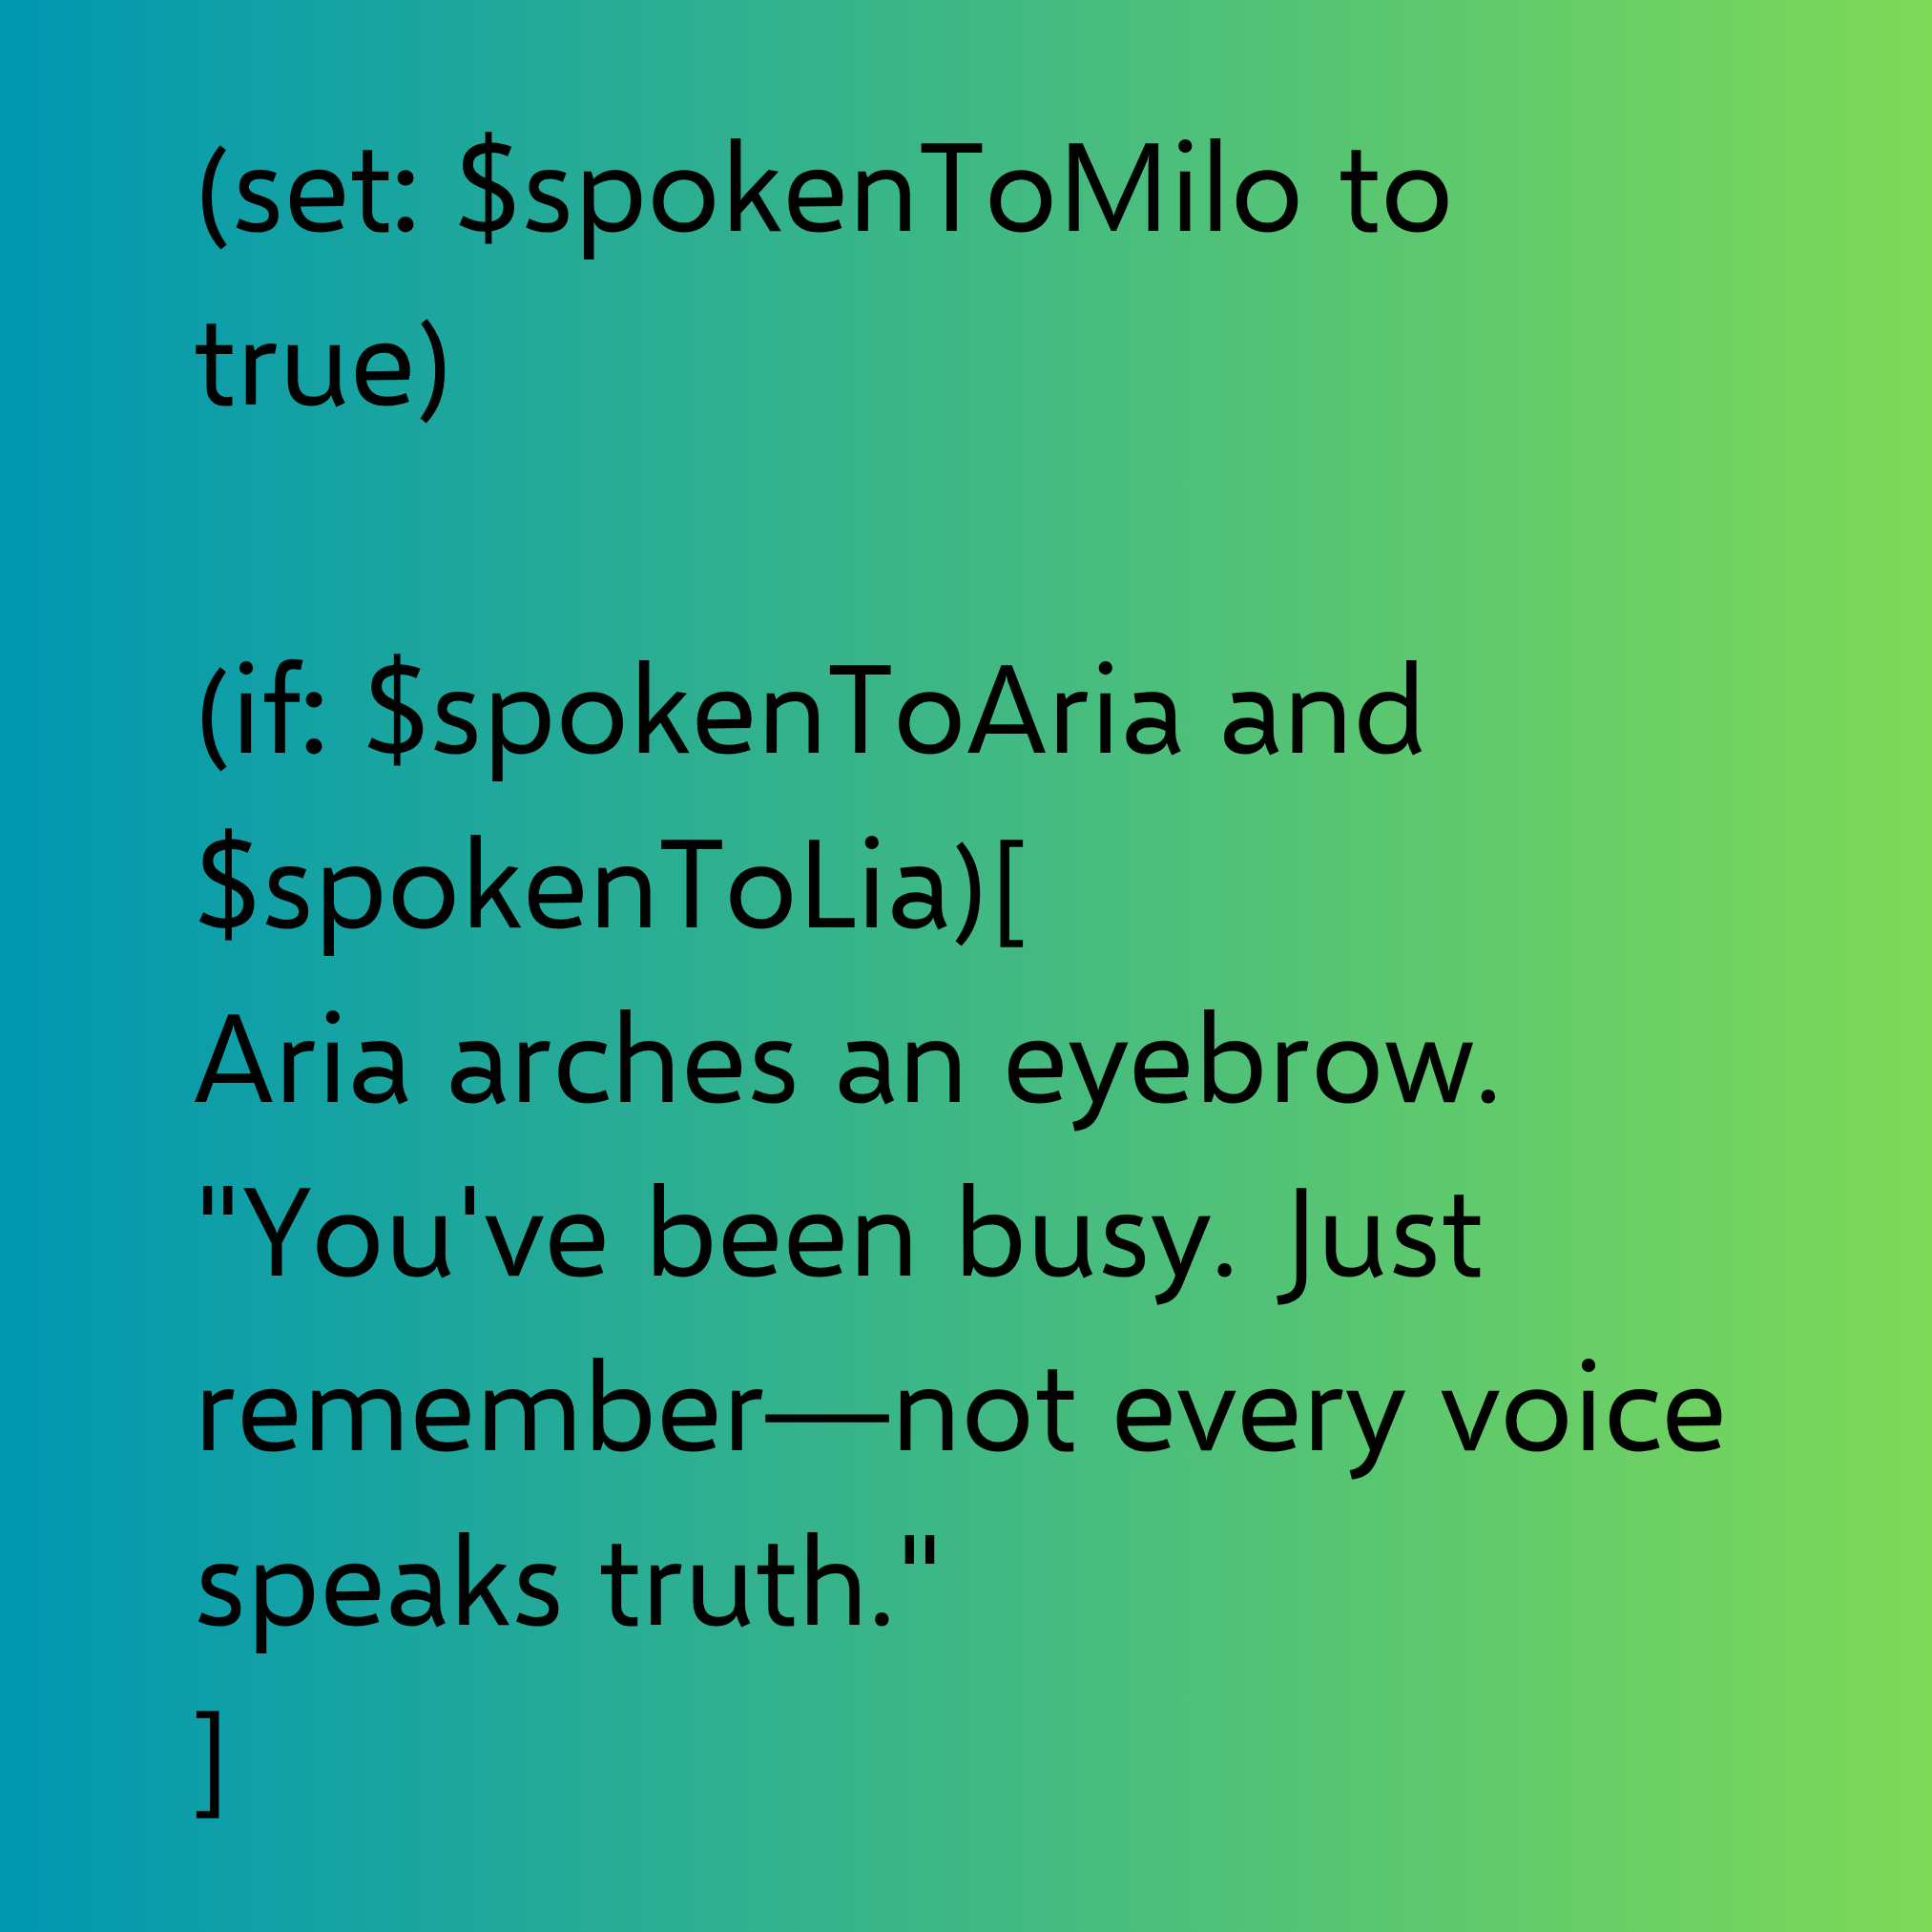 (set: $spokenToMilo to
true)
(if: $spokenToAria and
$spokenToLia)[
Aria arches an eyebrow.
"You've been busy. Just
remember—not every voice
speaks truth."
]